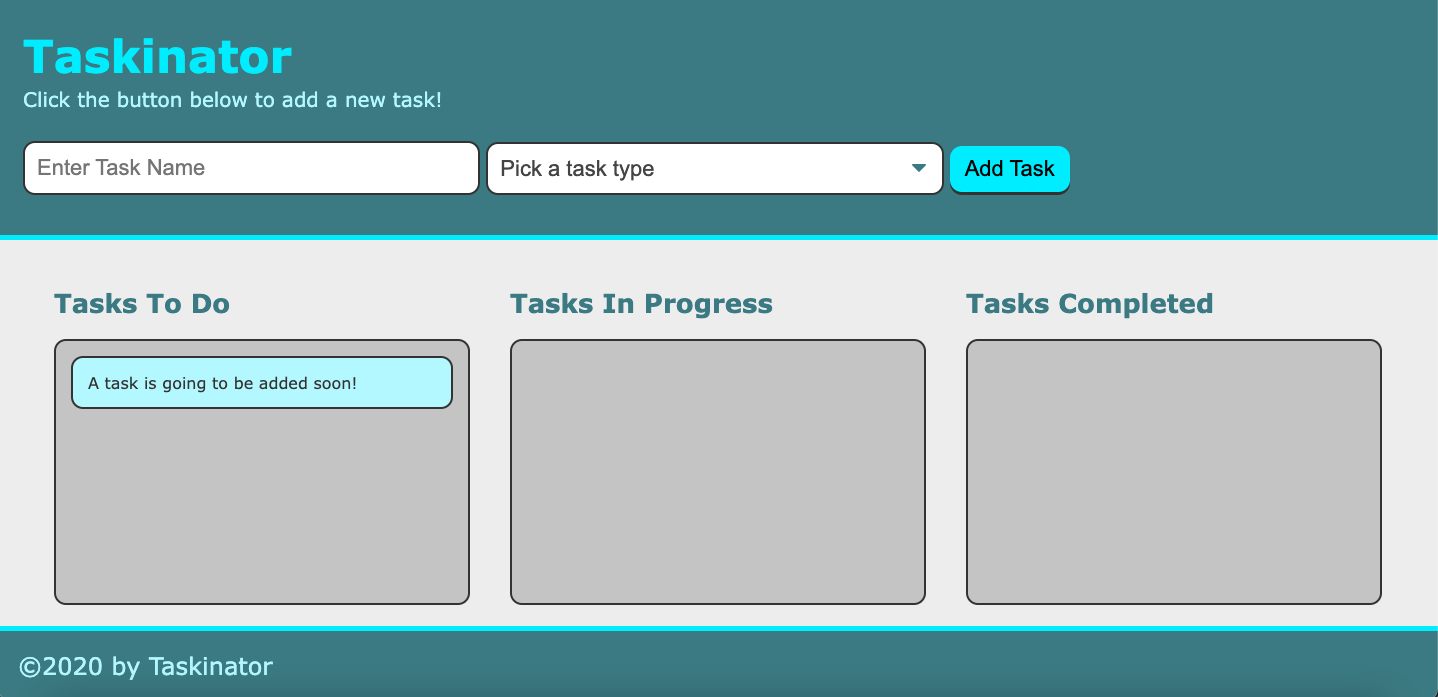 Taskinator
Click the button below to add a new task!
Enter Task Name
Pick a task type
Add Task
Tasks To Do
Tasks In Progress
Tasks Completed
A task is going to be added soon!
©2020 by Taskinator